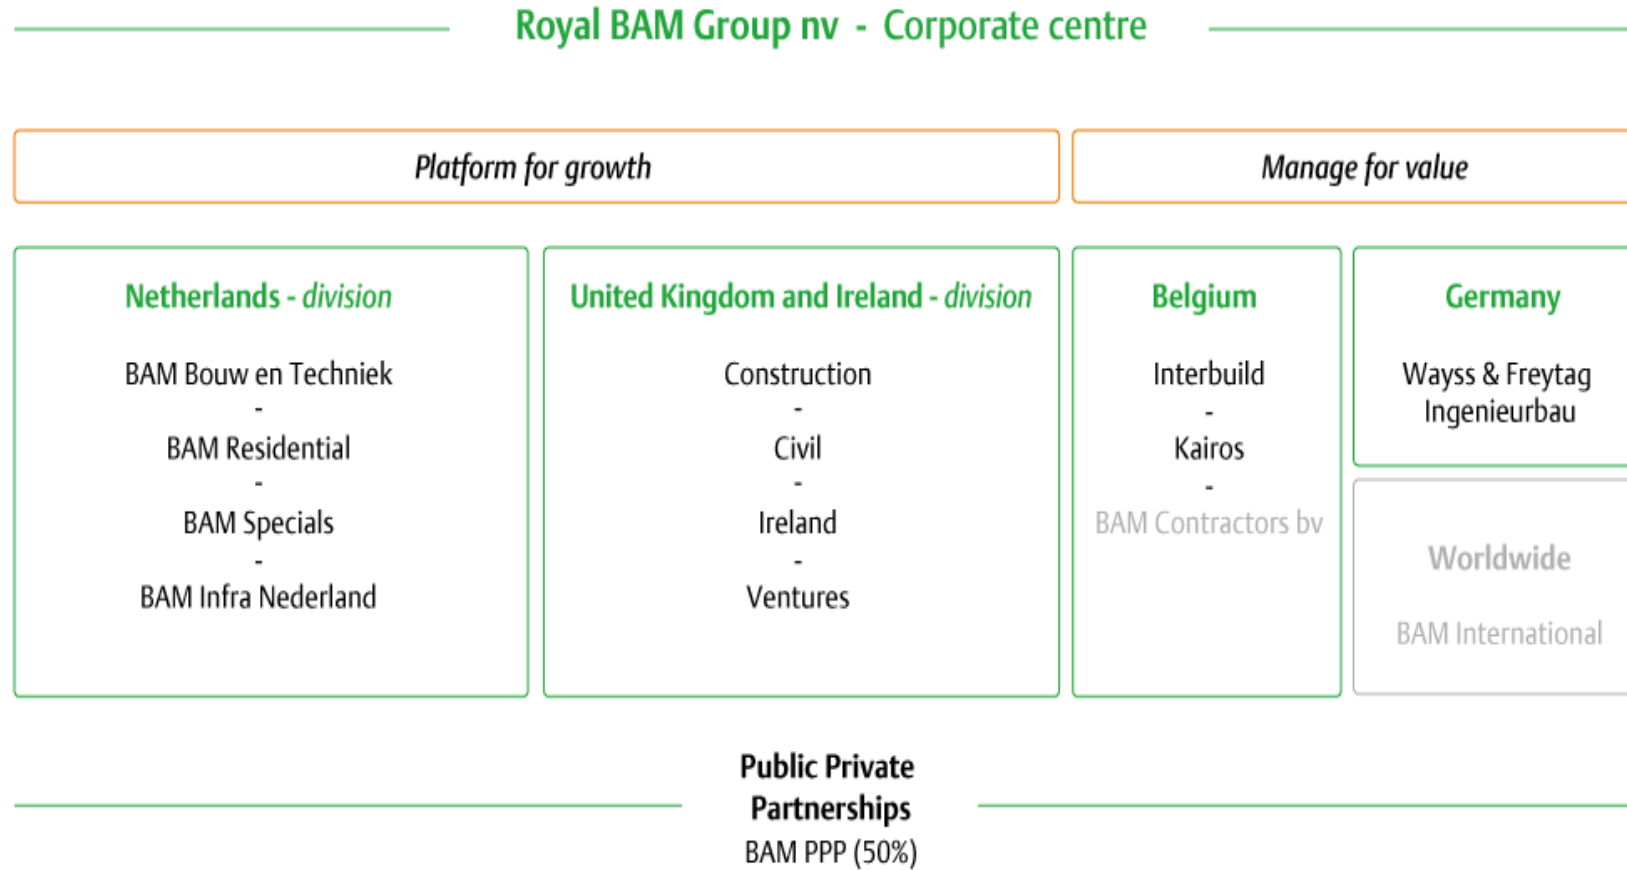 Royal BAM Group nv - Corporate centre
Platform for growth
Manage for value
Netherlands - division
BAM Bouw en Techniek
-
BAM Residential
-
BAM Specials
-
BAM Infra Nederland
United Kingdom and Ireland - division
Construction
-
Civil
-
Ireland
-
Ventures
Belgium
Interbuild
-
Kairos
-
BAM Contractors bv
Germany
Wayss & Freytag
Ingenieurbau
Worldwide
BAM International
Public Private
Partnerships
BAM PPP (50%)